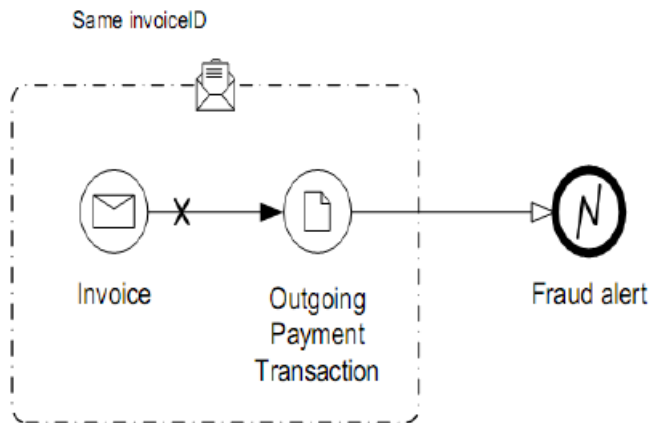 Same invoiceID
Invoice
Outgoing
Payment
Transaction
Fraud alert